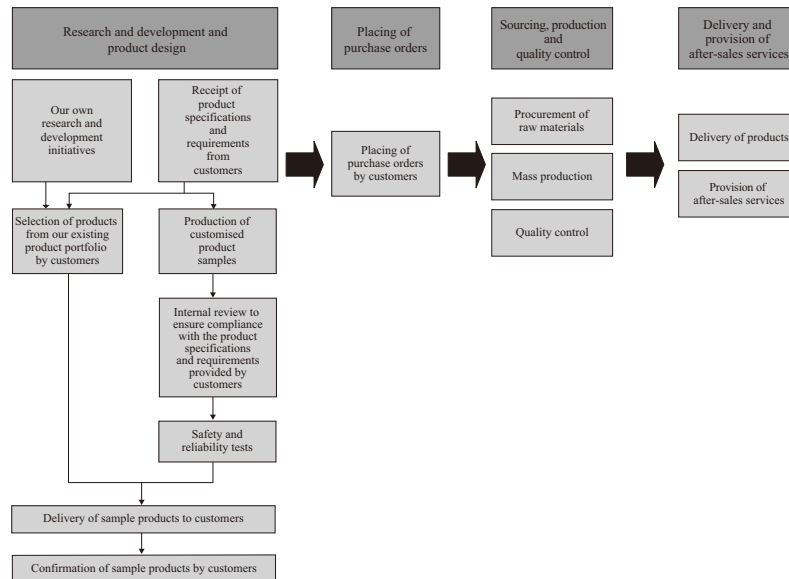 Research and development and
product design
Placing of
purchase orders
Sourcing, production
and
quality control
Delivery and
provision of
after-sales services
Our own
research and
development
initiatives
Receipt of
product
specifications
and
requirements
from
customers
Placing of
purchase orders
by customers
Procurement of
raw materials
Mass production
Quality control
Delivery of products
Provision of
after-sales services
Selection of products
from our existing
product portfolio
by customers
Production of
customised
product
samples
Internal review to
ensure compliance
with the product
specifications
and requirements
provided by
customers
Safety and
reliability tests
Delivery of sample products to customers
Confirmation of sample products by customers